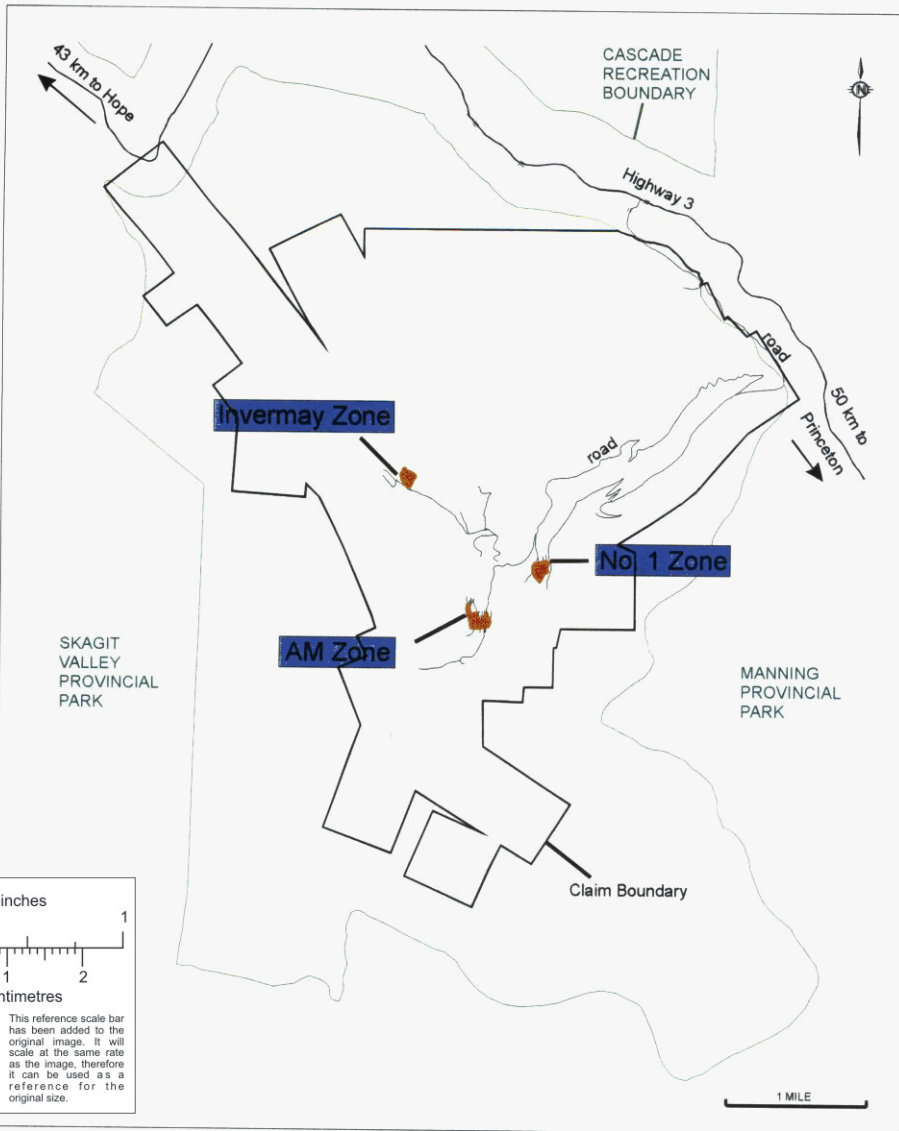 43 km to Hope
CASCADE
RECREATION
BOUNDARY
N
Highway 3
road
50 km to
Princeton
Invermay Zone
road
No. 1 Zone
AM Zone
SKAGIT
VALLEY
PROVINCIAL
PARK
MANNING
PROVINCIAL
PARK
Claim Boundary
inches
1
1 2
ntimetres
This reference scale bar
has been added to the
original image. It will
scale at the same rate
as the image, therefore
it can be used as a
reference for the
original size.
1 MILE